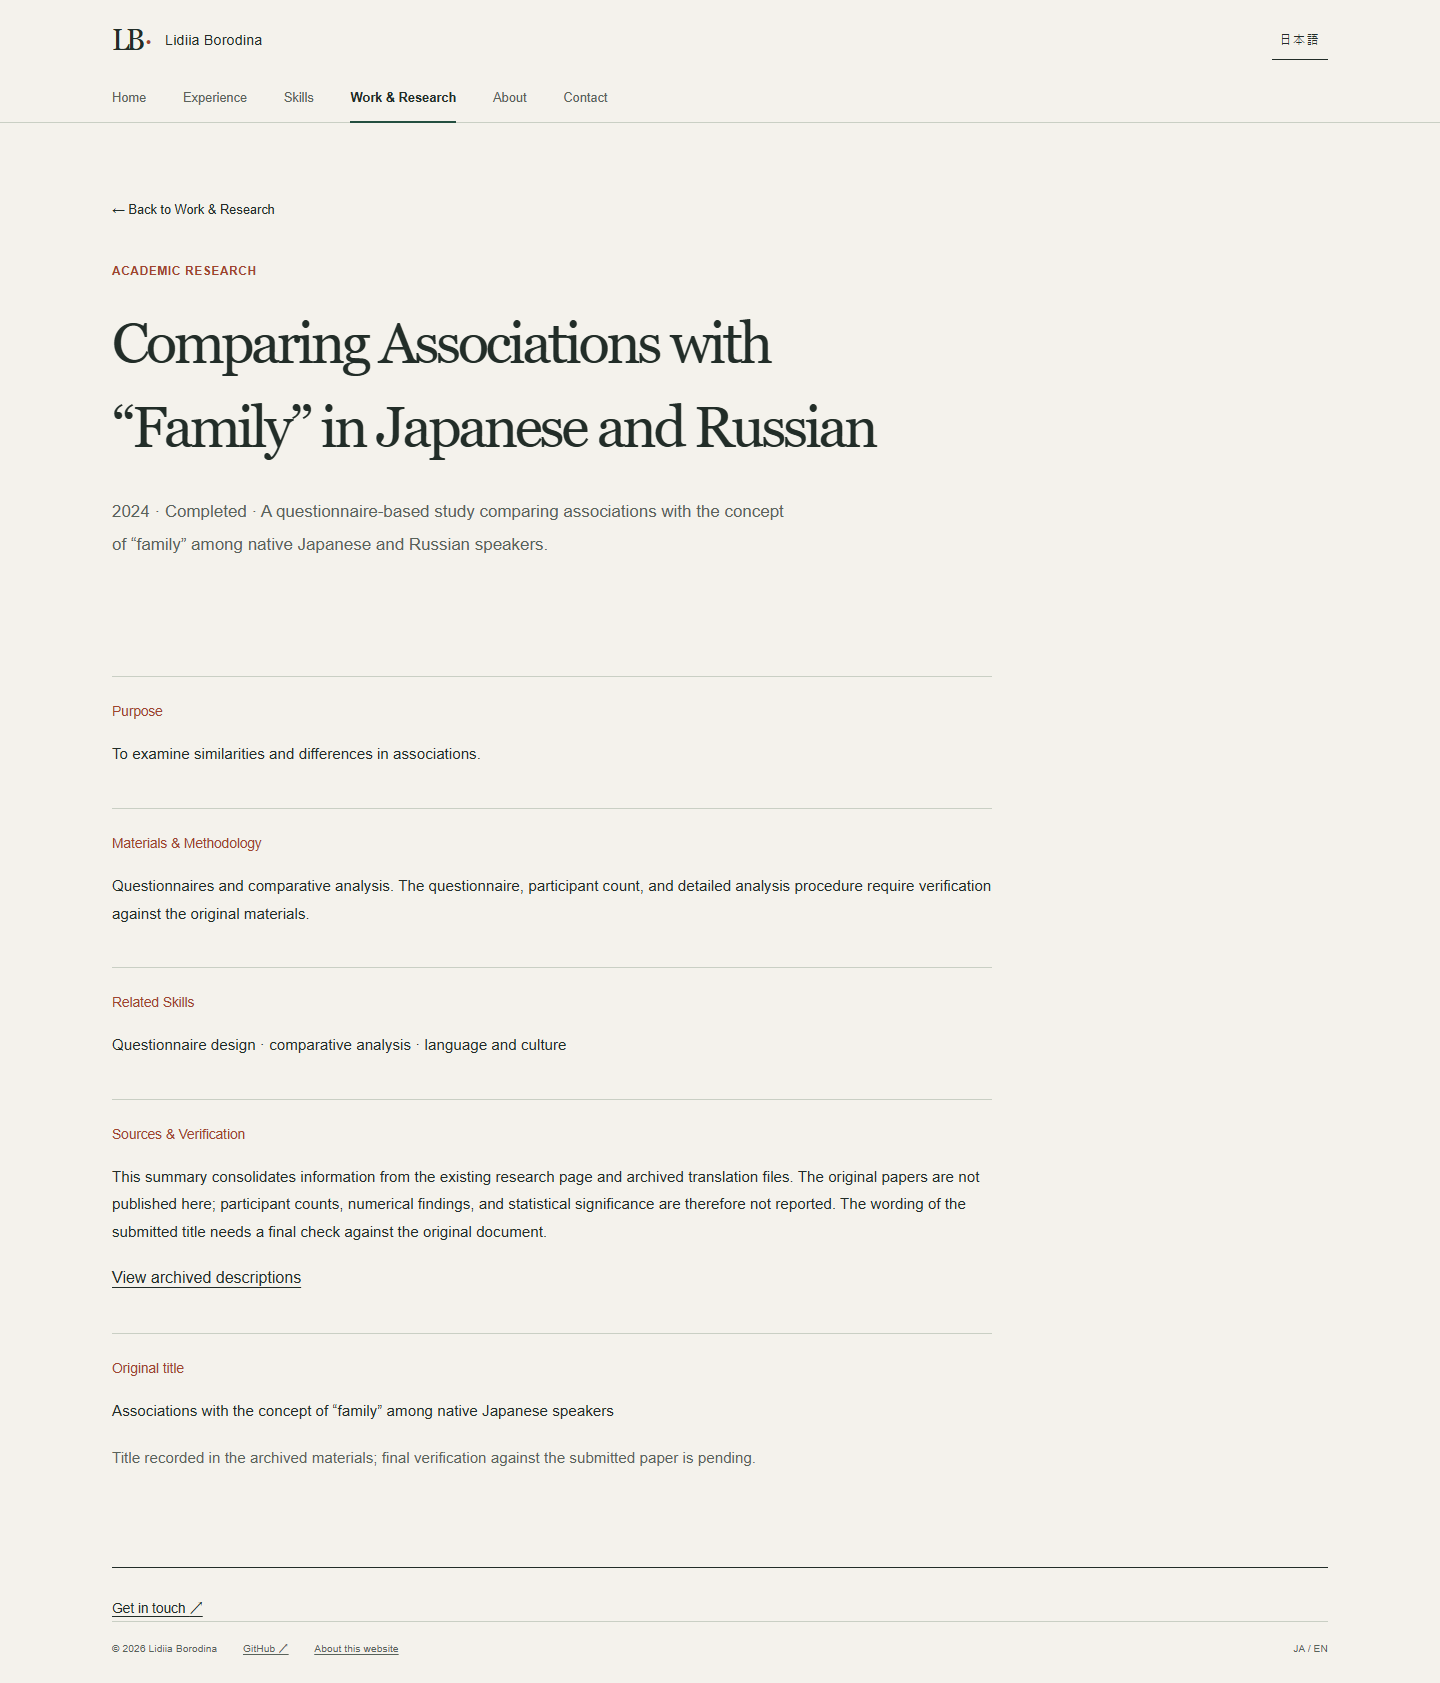 LB· Lidiia Borodina
日本語
Home Experience Skills Work & Research About Contact
← Back to Work & Research
ACADEMIC RESEARCH
Comparing Associations with
“Family” in Japanese and Russian
2024 · Completed · A questionnaire-based study comparing associations with the concept
of “family” among native Japanese and Russian speakers.
Purpose
To examine similarities and differences in associations.
Materials & Methodology
Questionnaires and comparative analysis. The questionnaire, participant count, and detailed analysis procedure require verification
against the original materials.
Related Skills
Questionnaire design · comparative analysis · language and culture
Sources & Verification
This summary consolidates information from the existing research page and archived translation files. The original papers are not
published here; participant counts, numerical findings, and statistical significance are therefore not reported. The wording of the
submitted title needs a final check against the original document.
View archived descriptions
Original title
Associations with the concept of “family” among native Japanese speakers
Title recorded in the archived materials; final verification against the submitted paper is pending.
Get in touch ↗
© 2026 Lidiia Borodina GitHub ↗ About this website JA / EN